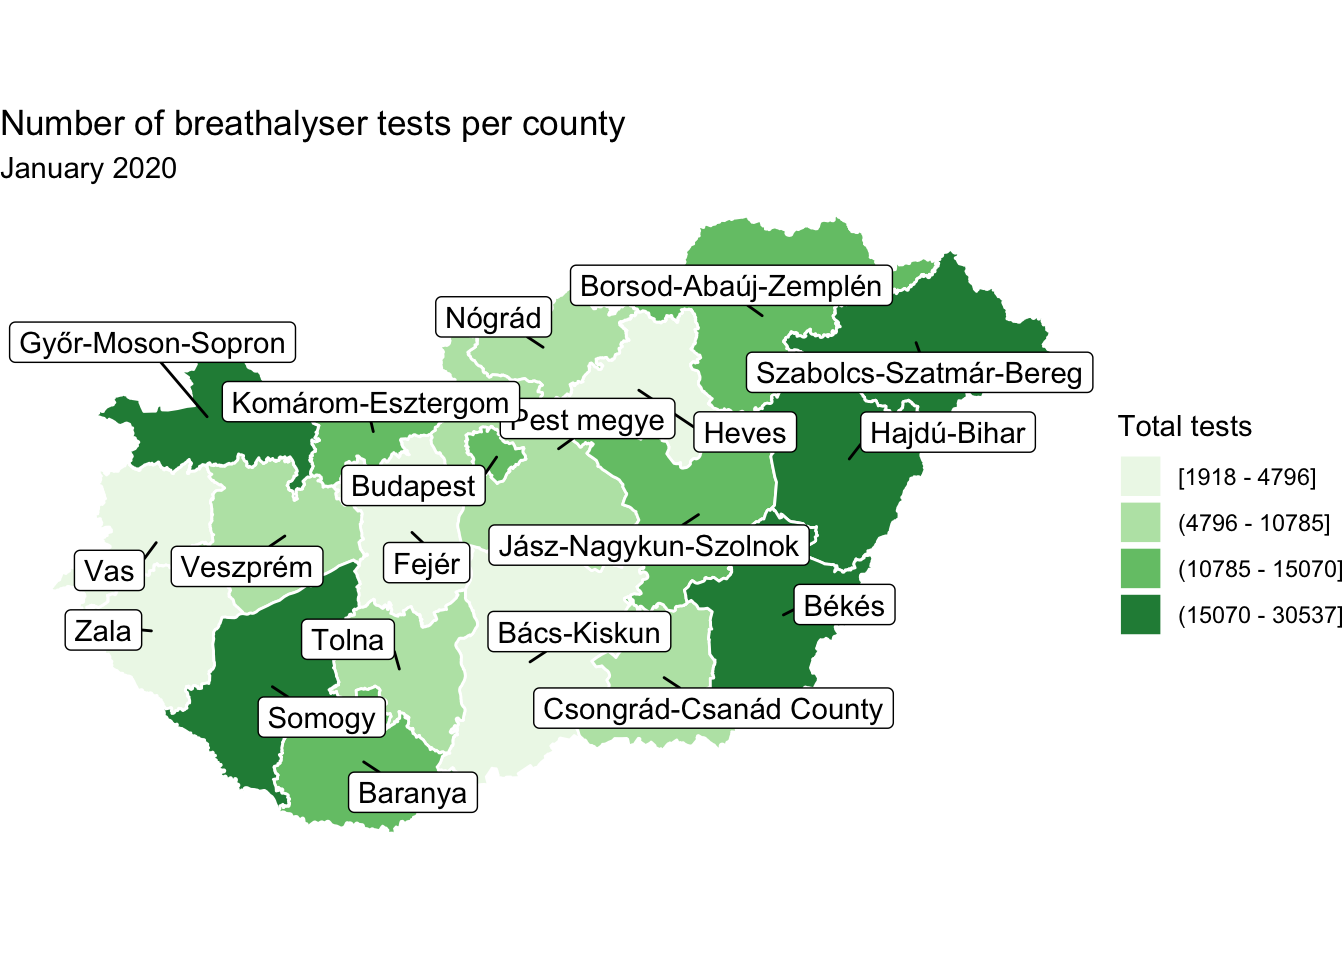 Number of breathalyser tests per county
January 2020
Borsod-Abaúj-Zemplén
Nógrád
Győr-Moson-Sopron
Szabolcs-Szatmár-Bereg
Komárom-Esztergom
Pest megye
Heves
Hajdú-Bihar
Budapest
Jász-Nagykun-Szolnok
Fejér
Veszprém
Vas
Békés
Zala
Tolna
Bács-Kiskun
Csongrád-Csanád County
Somogy
Baranya
Total tests
[1918 - 4796]
(4796 - 10785]
(10785 - 15070]
(15070 - 30537]